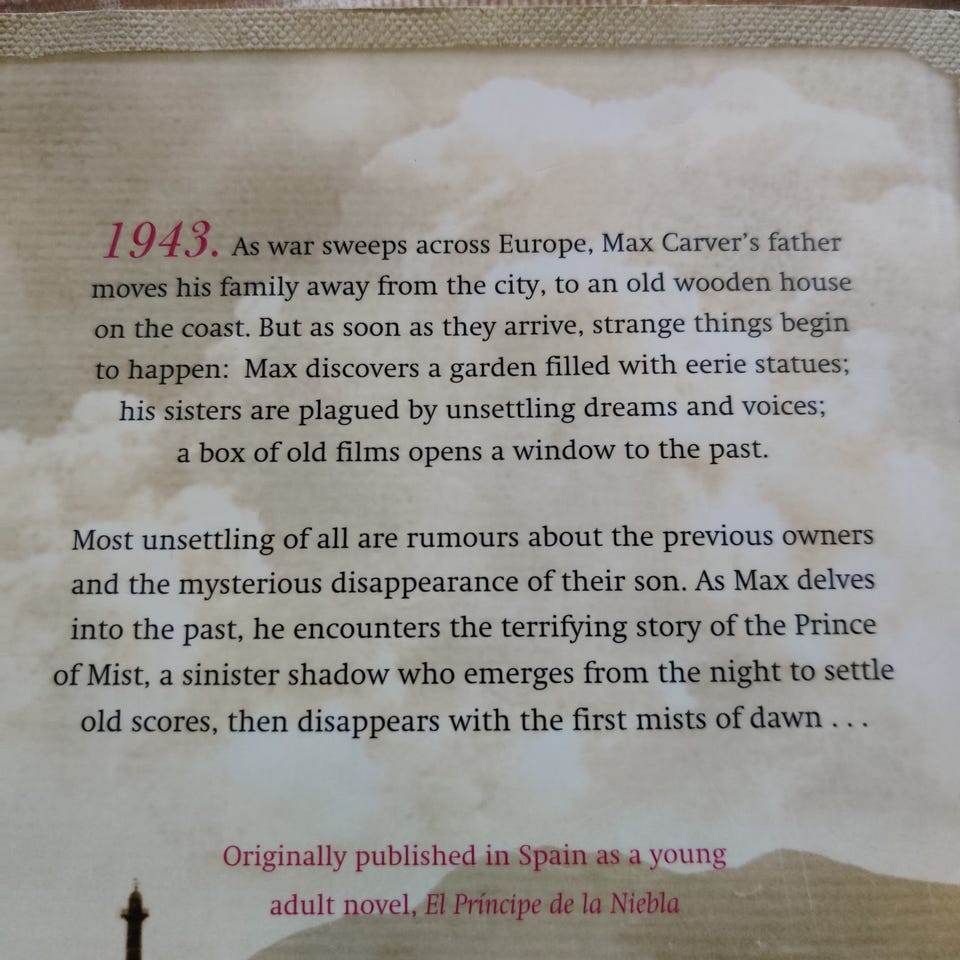 1943. As war sweeps across Europe, Max Carver's father
moves his family away from the city, to an old wooden house
on the coast. But as soon as they arrive, strange things begin
to happen: Max discovers a garden filled with eerie statues;
his sisters are plagued by unsettling dreams and voices;
a box of old films opens a window to the past.
Most unsettling of all are rumours about the previous owners
and the mysterious disappearance of their son. As Max delves
into the past, he encounters the terrifying story of the Prince
of Mist, a sinister shadow who emerges from the night to settle
old scores, then disappears with the first mists of dawn . . .
Originally published in Spain as a young
adult novel, El Príncipe de la Niebla